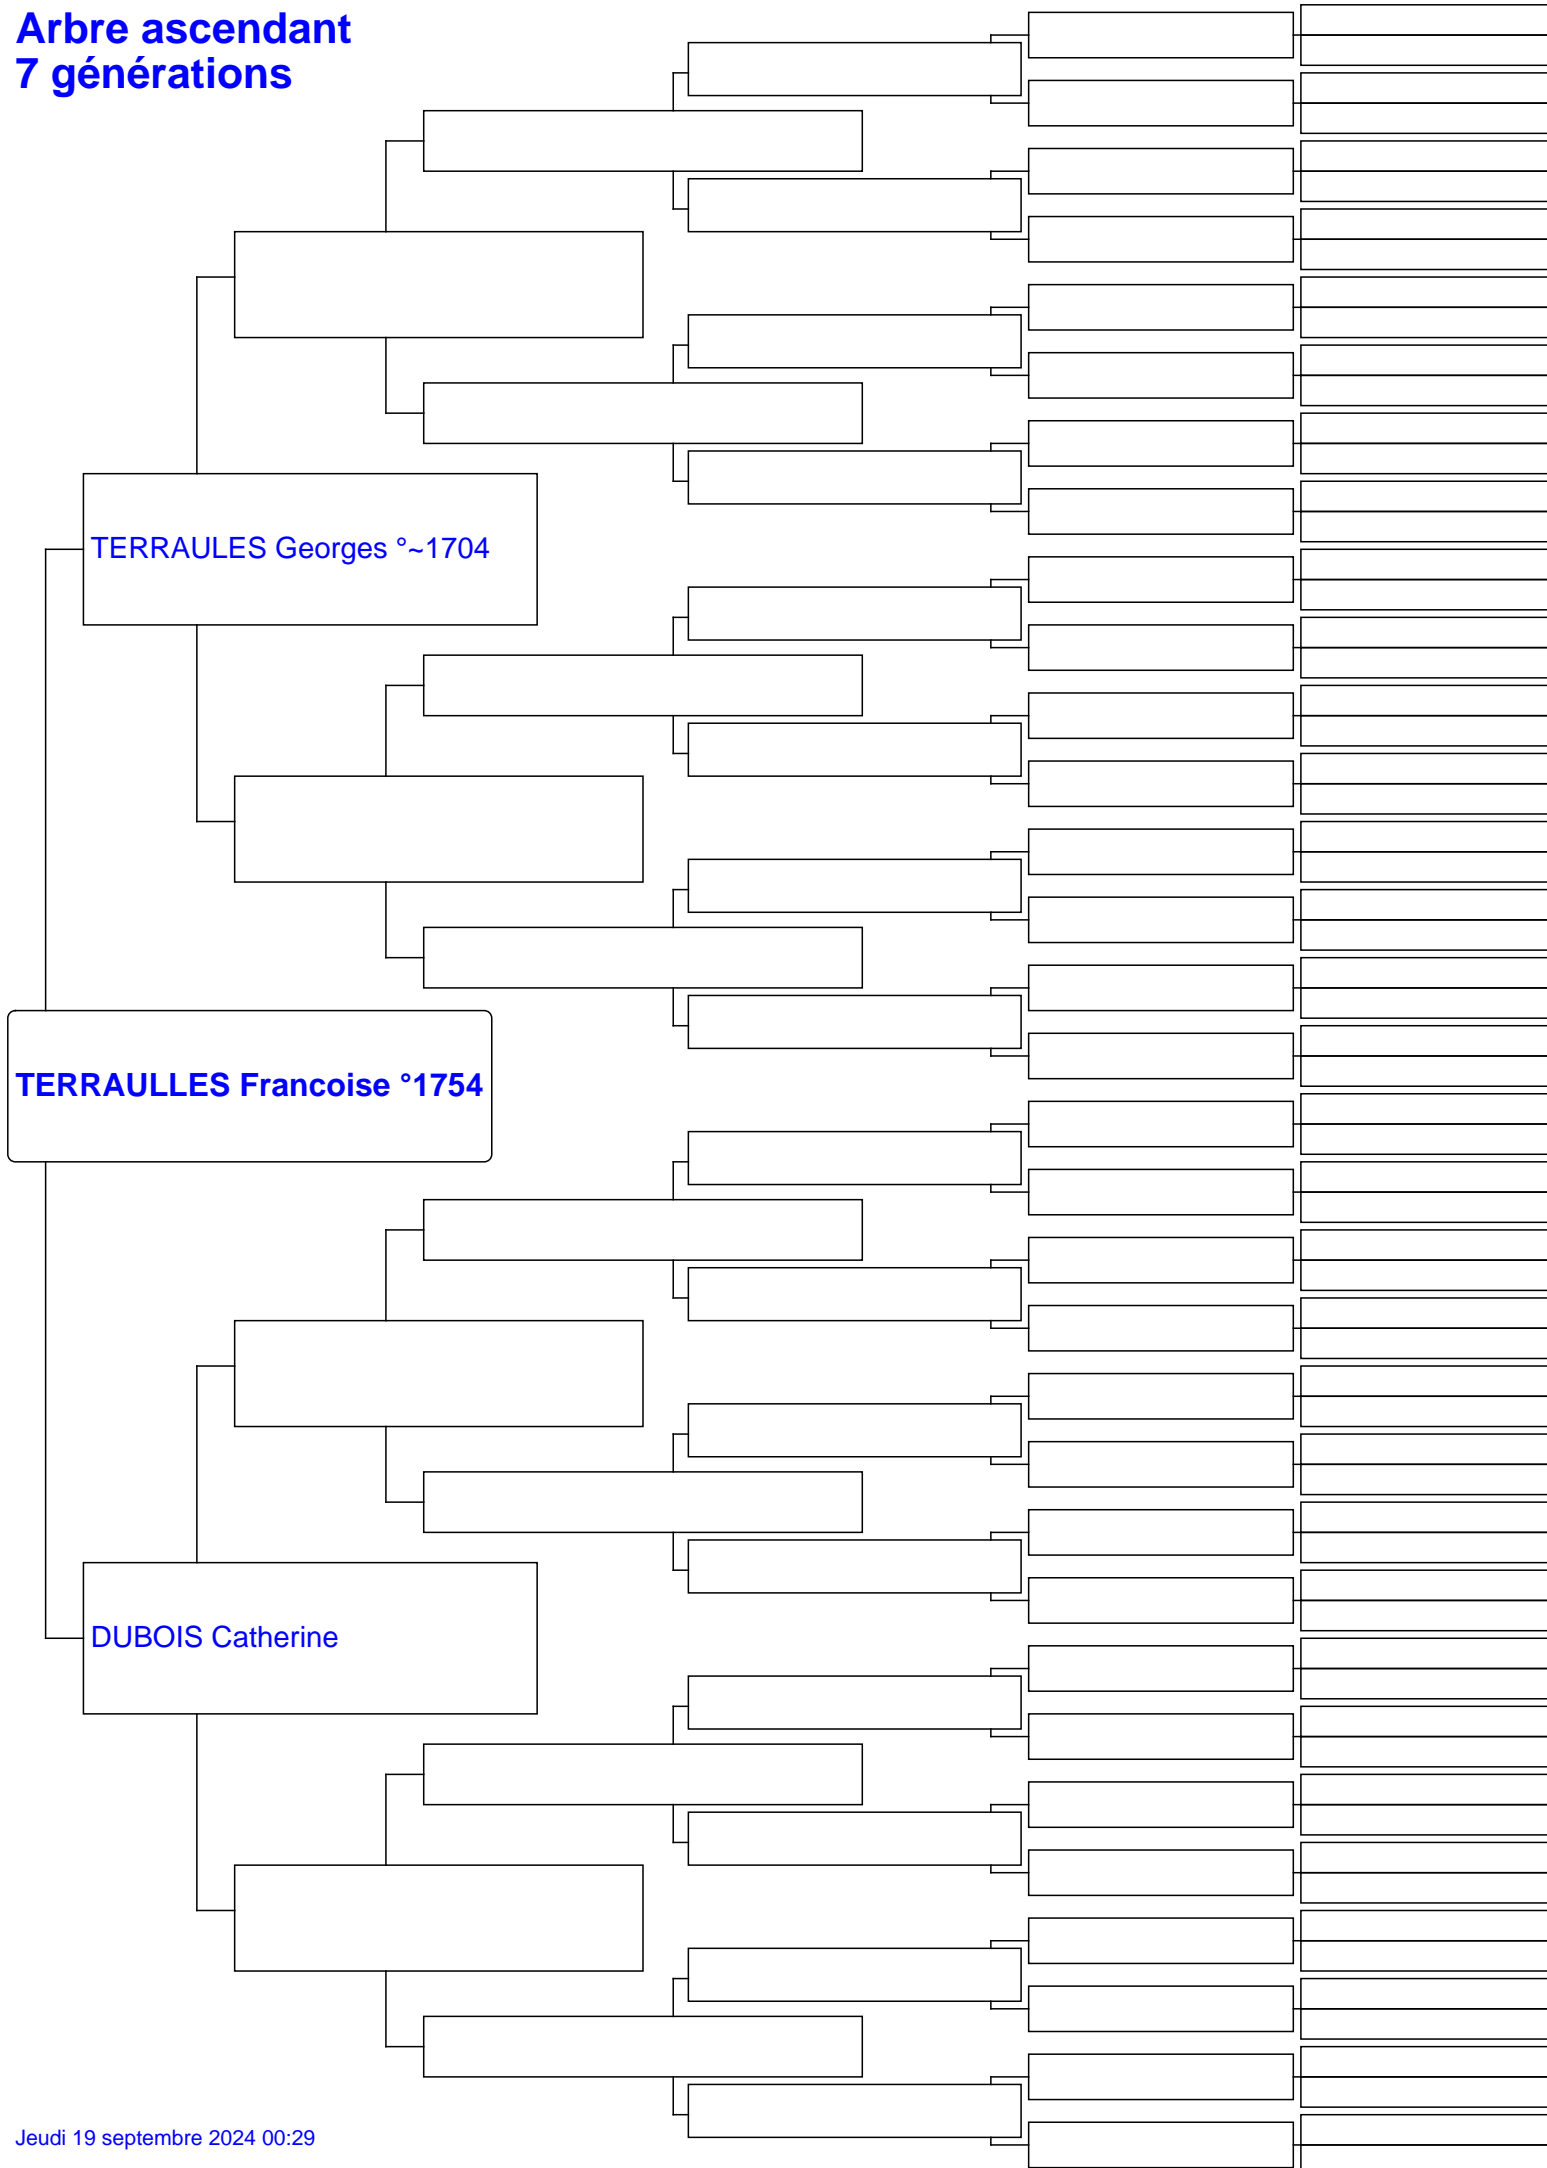 Arbre ascendant
7 générations
TERRAULES Georges °~1704
TERRAULLES Francoise °1754
DUBOIS Catherine
Jeudi 19 septembre 2024 00:29